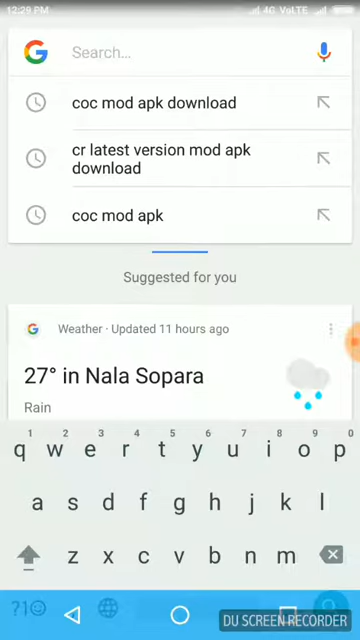 12:29 PM 4G VoLTE
Search...
coc mod apk download
cr latest version mod apk
download
coc mod apk
Suggested for you
Weather · Updated 11 hours ago
27° in Nala Sopara
Rain
1 2 3 4 5 6 7 8 9 0
q w e r t y u i o p
a s d f g h j k l
z x c v b n m
?1☺
DU SCREEN RECORDER